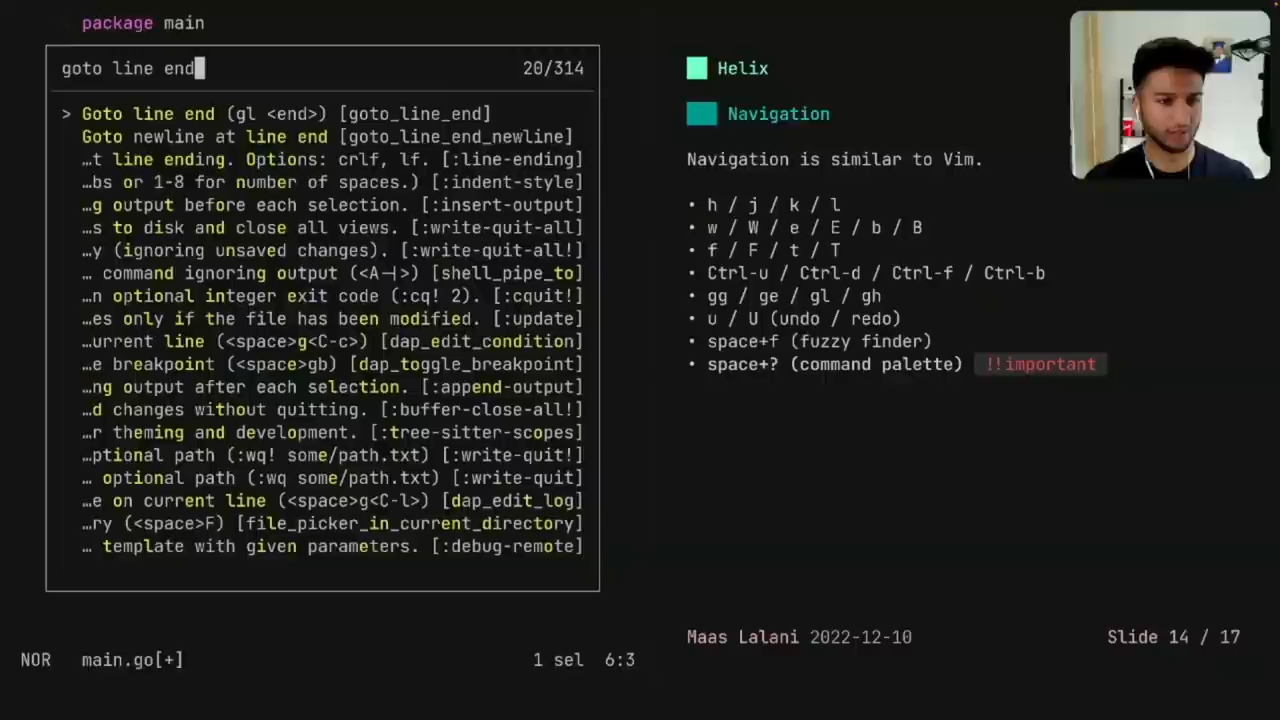 package main
goto line end 20/314
> Goto line end (gl <end>) [goto_line_end]
Goto newline at line end [goto_line_end_newline]
…t line ending. Options: crlf, lf. [:line-ending]
…bs or 1-8 for number of spaces.) [:indent-style]
…g output before each selection. [:insert-output]
…s to disk and close all views. [:write-quit-all]
…y (ignoring unsaved changes). [:write-quit-all!]
… command ignoring output (<A-|>) [shell_pipe_to]
…n optional integer exit code (:cq! 2). [:cquit!]
…es only if the file has been modified. [:update]
…urrent line (<space>g<C-c>) [dap_edit_condition]
…e breakpoint (<space>gb) [dap_toggle_breakpoint]
…ng output after each selection. [:append-output]
…d changes without quitting. [:buffer-close-all!]
…r theming and development. [:tree-sitter-scopes]
…ptional path (:wq! some/path.txt) [:write-quit!]
… optional path (:wq some/path.txt) [:write-quit]
…e on current line (<space>g<C-l>) [dap_edit_log]
…ry (<space>F) [file_picker_in_current_directory]
… template with given parameters. [:debug-remote]
NOR main.go[+] 1 sel 6:3
Helix
Navigation
Navigation is similar to Vim.
• h / j / k / l
• w / W / e / E / b / B
• f / F / t / T
• Ctrl-u / Ctrl-d / Ctrl-f / Ctrl-b
• gg / ge / gl / gh
• u / U (undo / redo)
• space+f (fuzzy finder)
• space+? (command palette) !!important
Maas Lalani 2022-12-10 Slide 14 / 17